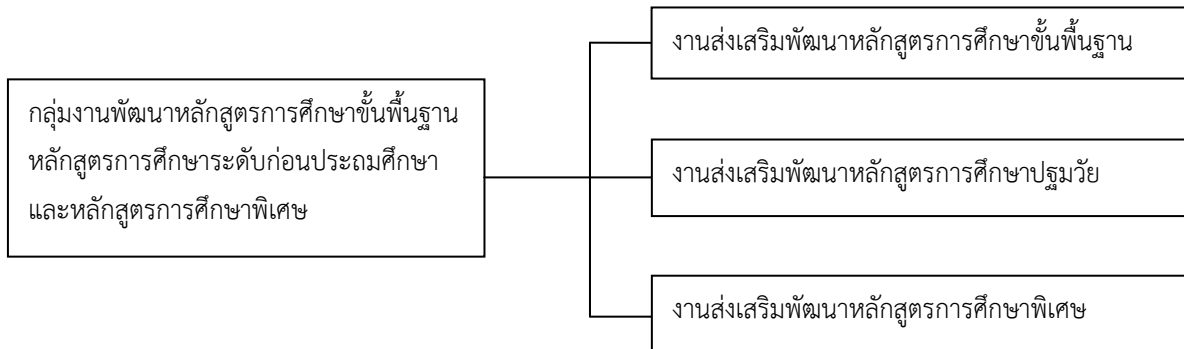 งานส่งเสริมพัฒนาหลักสูตรการศึกษาขั้นพื้นฐาน
กลุ่มงานพัฒนาหลักสูตรการศึกษาขั้นพื้นฐาน
หลักสูตรการศึกษาระดับก่อนประถมศึกษา
และหลักสูตรการศึกษาพิเศษ
งานส่งเสริมพัฒนาหลักสูตรการศึกษาปฐมวัย
งานส่งเสริมพัฒนาหลักสูตรการศึกษาพิเศษ